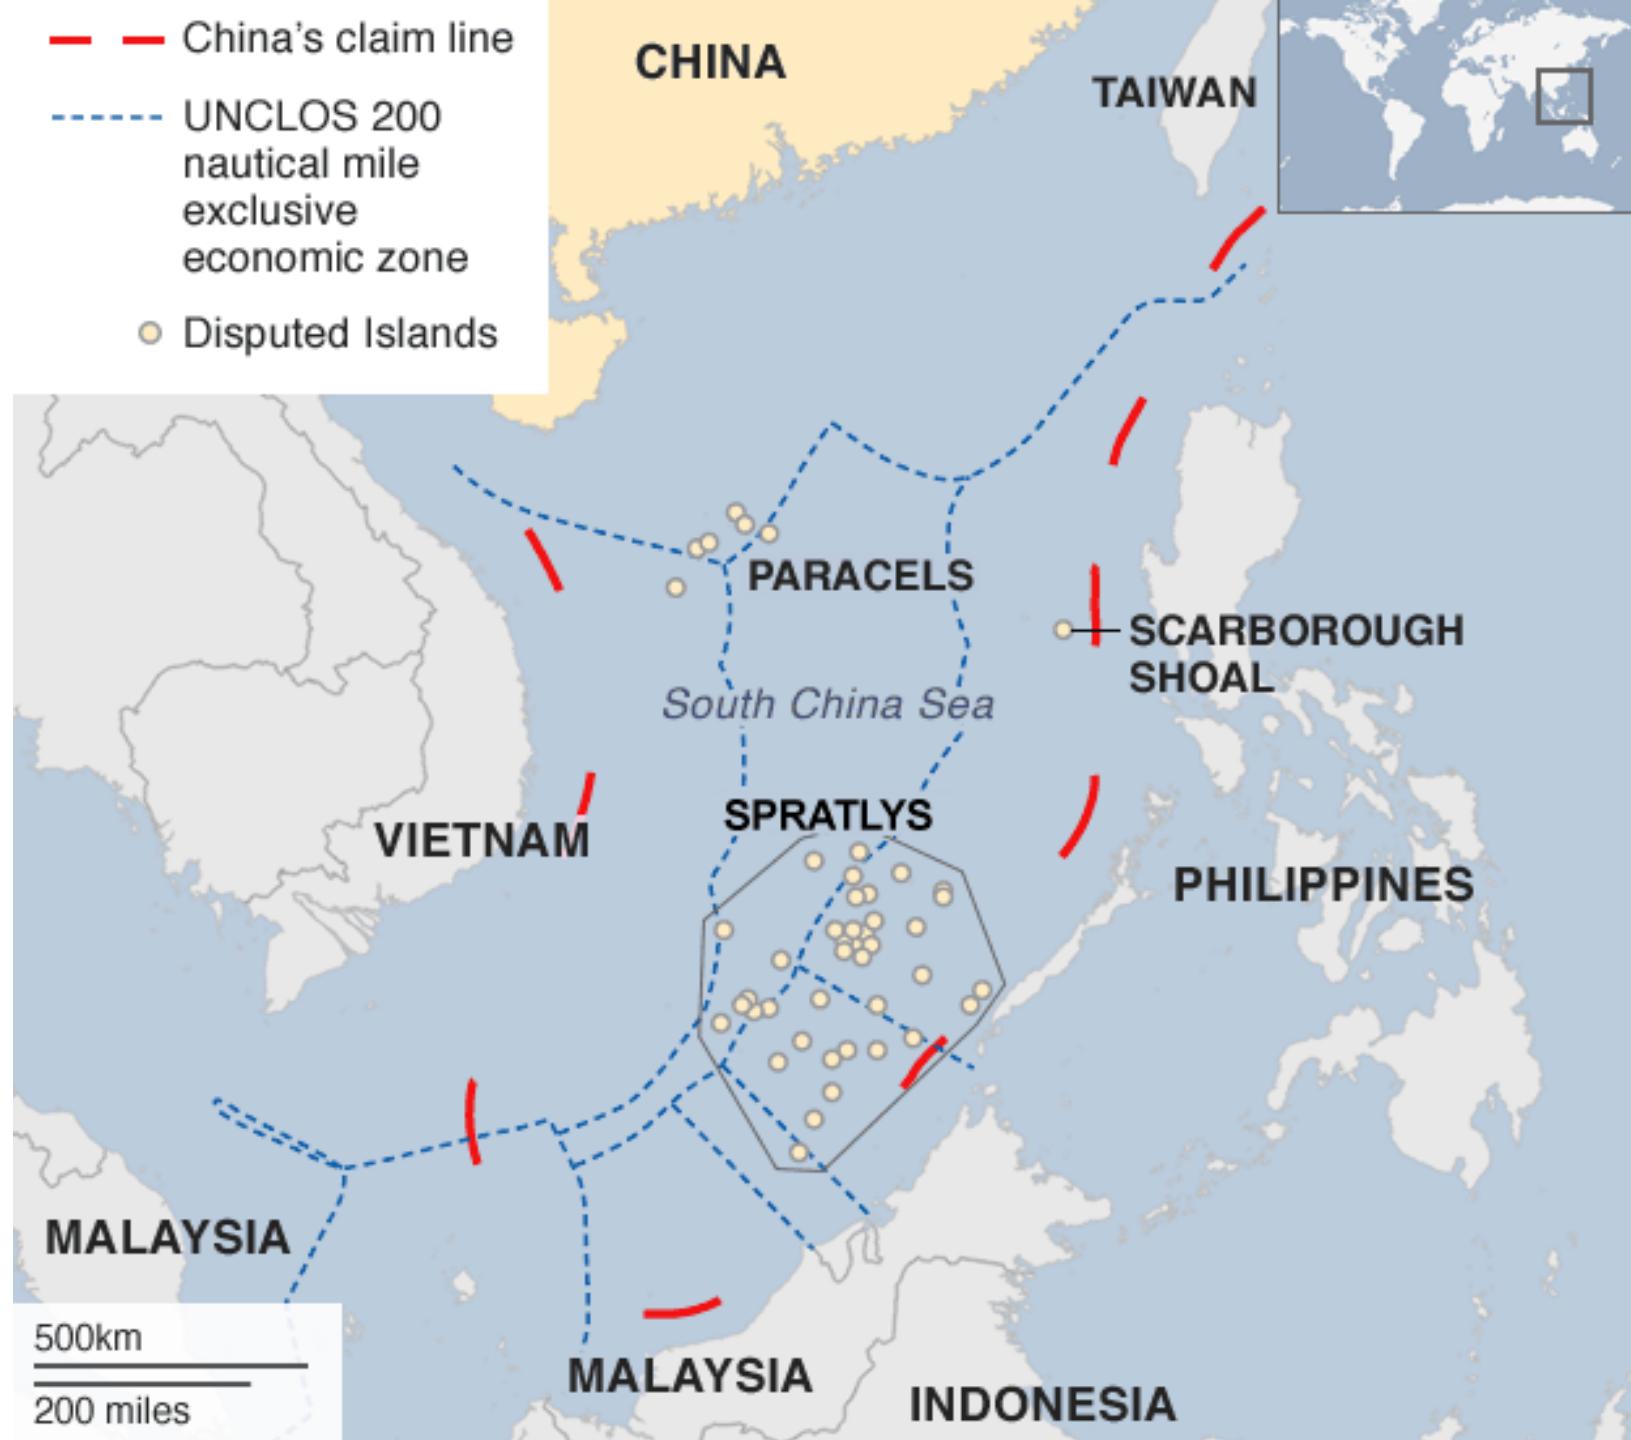 China's claim line
UNCLOS 200
nautical mile
exclusive
economic zone
Disputed Islands
CHINA
TAIWAN
PARACELS
SCARBOROUGH
SHOAL
South China Sea
SPRATLYS
VIETNAM
PHILIPPINES
MALAYSIA
500km
200 miles
MALAYSIA
INDONESIA